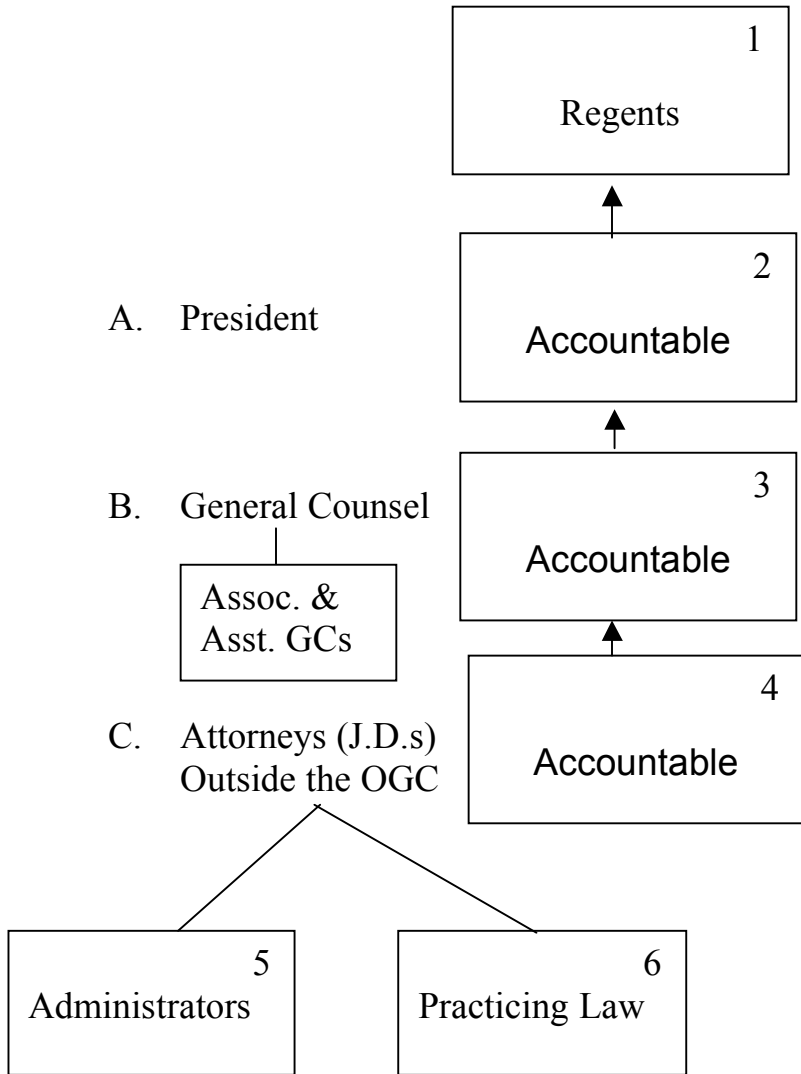 1
Regents
2
A. President
Accountable
3
B. General Counsel
Accountable
Assoc. &
Asst. GCs
4
C. Attorneys (J.D.s)
Outside the OGC
Accountable
5
Administrators
6
Practicing Law